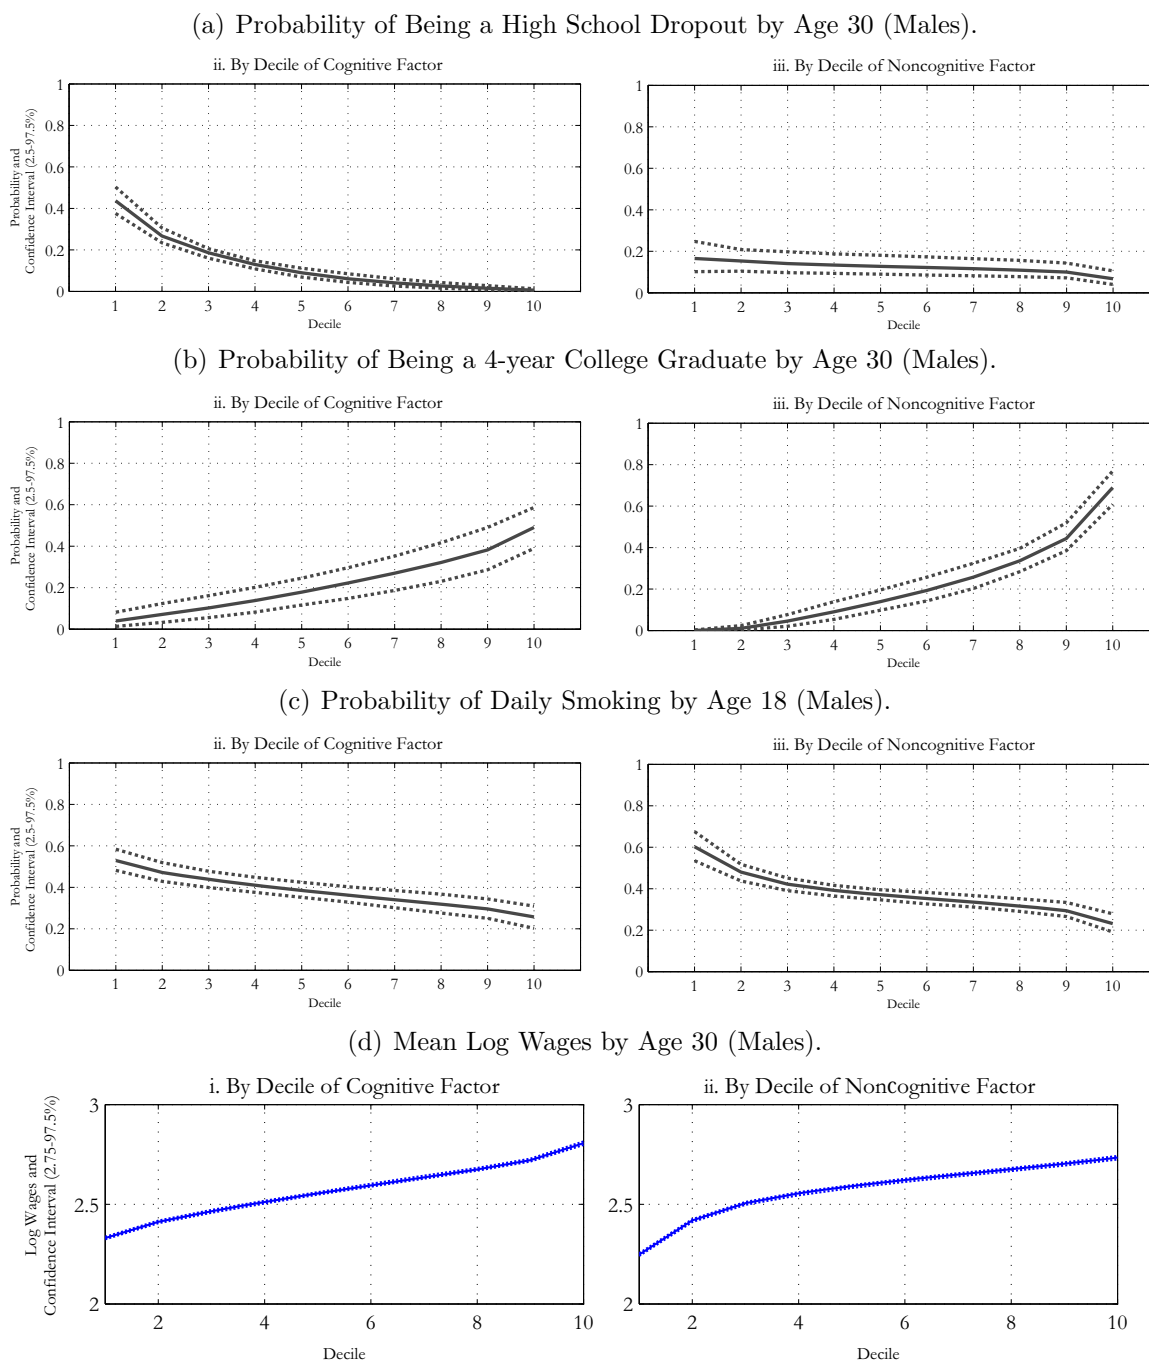 (a) Probability of Being a High School Dropout by Age 30 (Males).
ii. By Decile of Cognitive Factor
Probability and
Confidence Interval (2.5-97.5%)
1
0.8
0.6
0.4
0.2
0
1 2 3 4 5 6 7 8 9 10
Decile
iii. By Decile of Noncognitive Factor
1
0.8
0.6
0.4
0.2
0
1 2 3 4 5 6 7 8 9 10
Decile
(b) Probability of Being a 4-year College Graduate by Age 30 (Males).
ii. By Decile of Cognitive Factor
Probability and
Confidence Interval (2.5-97.5%)
1
0.8
0.6
0.4
0.2
0
1 2 3 4 5 6 7 8 9 10
Decile
iii. By Decile of Noncognitive Factor
1
0.8
0.6
0.4
0.2
0
1 2 3 4 5 6 7 8 9 10
Decile
(c) Probability of Daily Smoking by Age 18 (Males).
ii. By Decile of Cognitive Factor
Probability and
Confidence Interval (2.5-97.5%)
1
0.8
0.6
0.4
0.2
0
1 2 3 4 5 6 7 8 9 10
Decile
iii. By Decile of Noncognitive Factor
1
0.8
0.6
0.4
0.2
0
1 2 3 4 5 6 7 8 9 10
Decile
(d) Mean Log Wages by Age 30 (Males).
i. By Decile of Cognitive Factor
Log Wages and
Confidence Interval (2.75-97.5%)
3
2.5
2
2 4 6 8 10
Decile
ii. By Decile of Noncognitive Factor
3
2.5
2
2 4 6 8 10
Decile